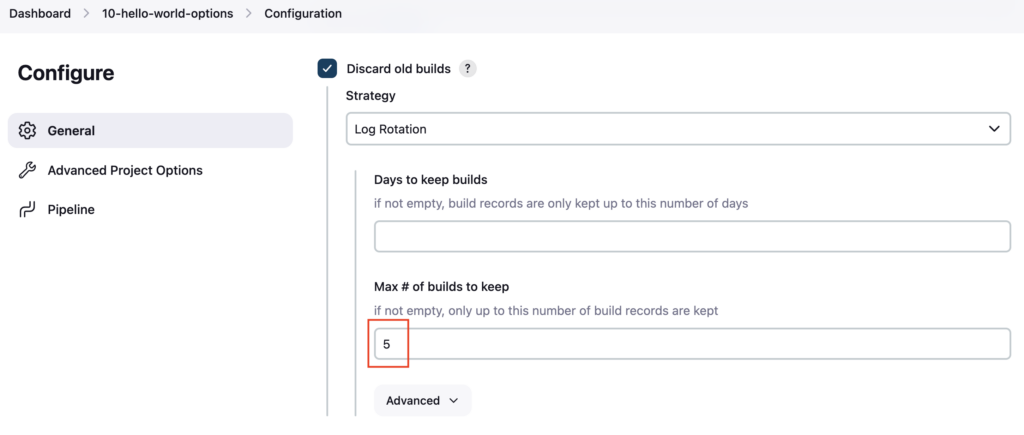 Dashboard > 10-hello-world-options > Configuration
Configure
General
Advanced Project Options
Pipeline
Discard old builds ?
Strategy
Log Rotation
Days to keep builds
if not empty, build records are only kept up to this number of days
Max # of builds to keep
if not empty, only up to this number of build records are kept
5
Advanced